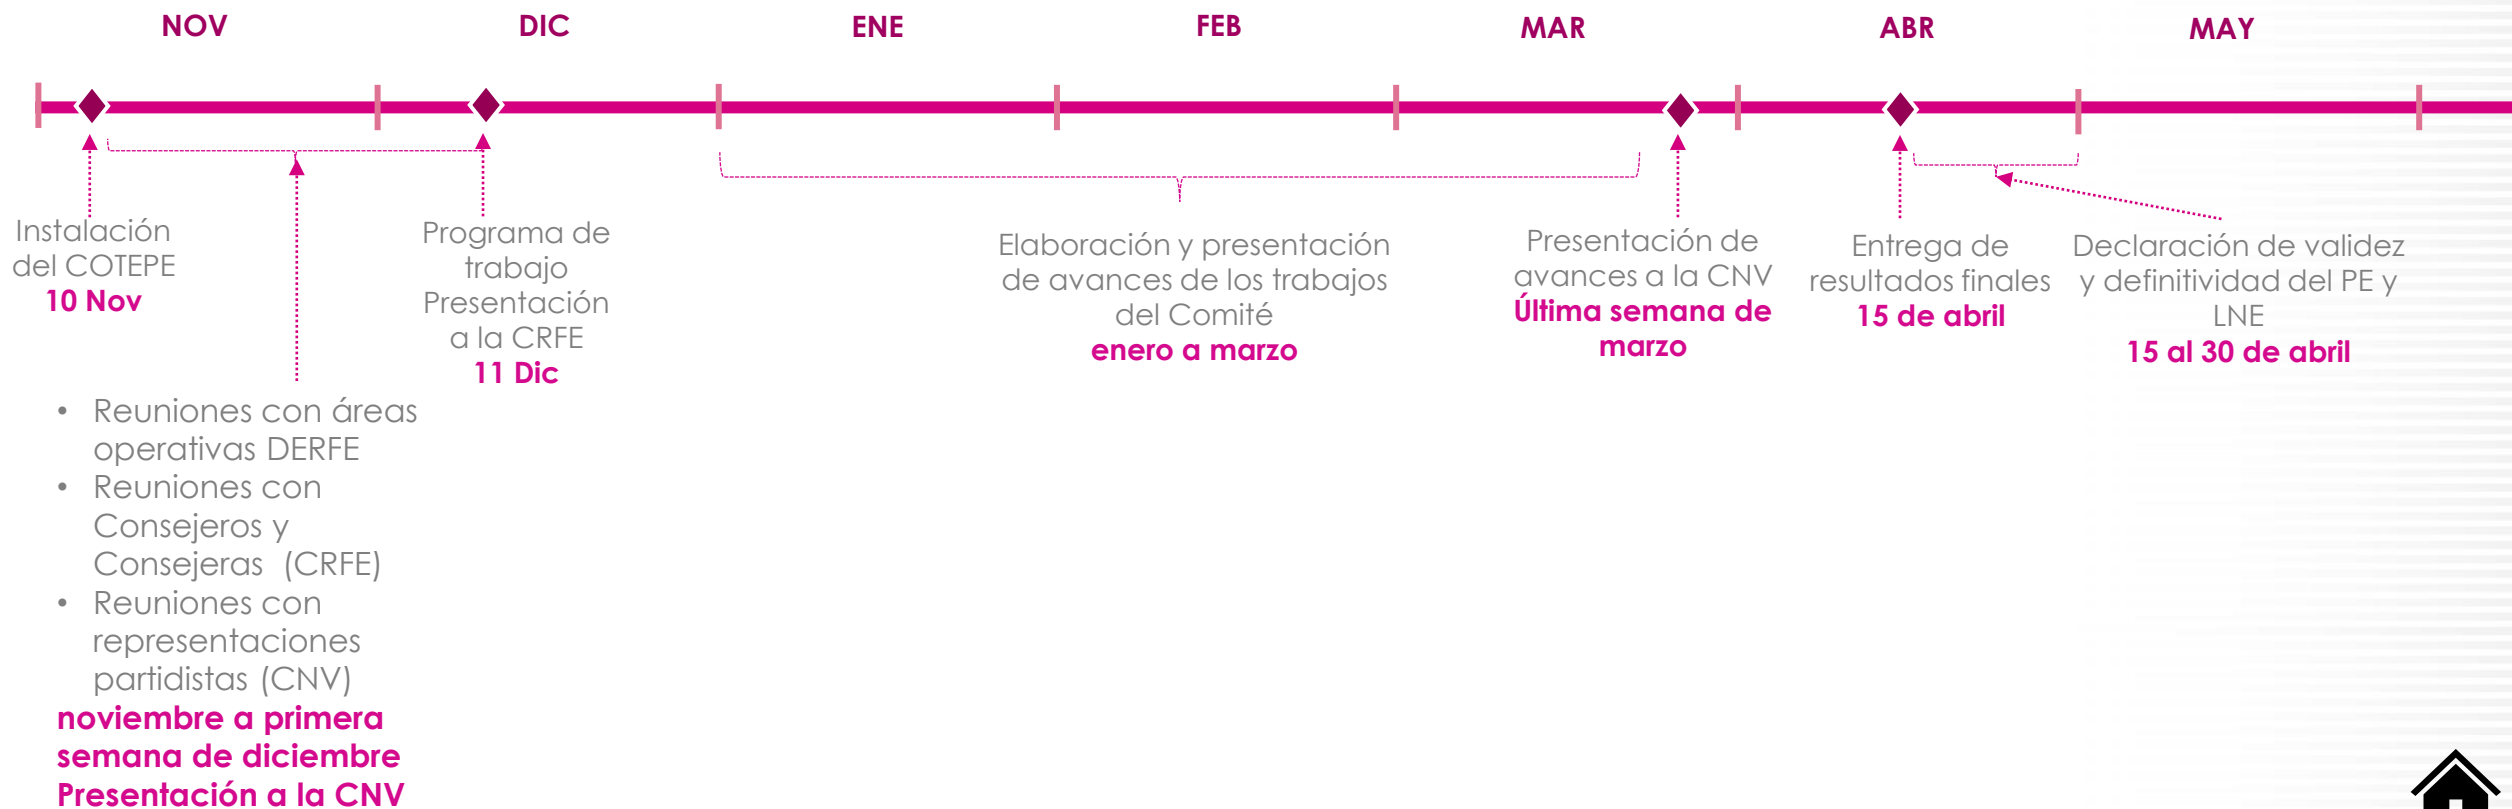 NOV
DIC
ENE
FEB
MAR
ABR
MAY
Instalación
del COTEPE
10 Nov
Programa de
trabajo
Presentación
a la CRFE
11 Dic
Elaboración y presentación
de avances de los trabajos
del Comité
enero a marzo
Presentación de
avances a la CNV
Última semana de
marzo
Entrega de
resultados finales
15 de abril
Declaración de validez
y definitividad del PE y
LNE
15 al 30 de abril
• Reuniones con áreas
operativas DERFE
• Reuniones con
Consejeros y
Consejeras (CRFE)
• Reuniones con
representaciones
partidistas (CNV)
noviembre a primera
semana de diciembre
Presentación a la CNV